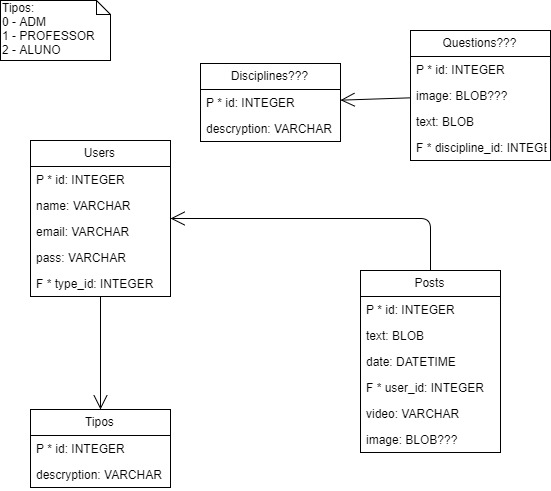 Tipos:
0 - ADM
1 - PROFESSOR
2 - ALUNO
Questions???
P * id: INTEGER
image: BLOB???
text: BLOB
F * discipline_id: INTEGE
Disciplines???
P * id: INTEGER
descryption: VARCHAR
Users
P * id: INTEGER
name: VARCHAR
email: VARCHAR
pass: VARCHAR
F * type_id: INTEGER
Posts
P * id: INTEGER
text: BLOB
date: DATETIME
F * user_id: INTEGER
video: VARCHAR
image: BLOB???
Tipos
P * id: INTEGER
descryption: VARCHAR